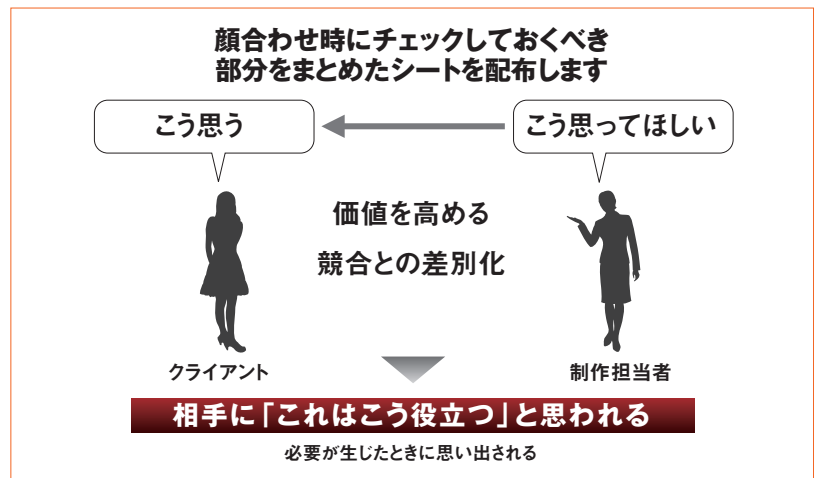 顔合わせ時にチェックしておくべき
部分をまとめたシートを配布します
こう思う
こう思ってほしい
価値を高める
競合との差別化
クライアント
制作担当者
相手に「これはこう役立つ」と思われる
必要が生じたときに思い出される